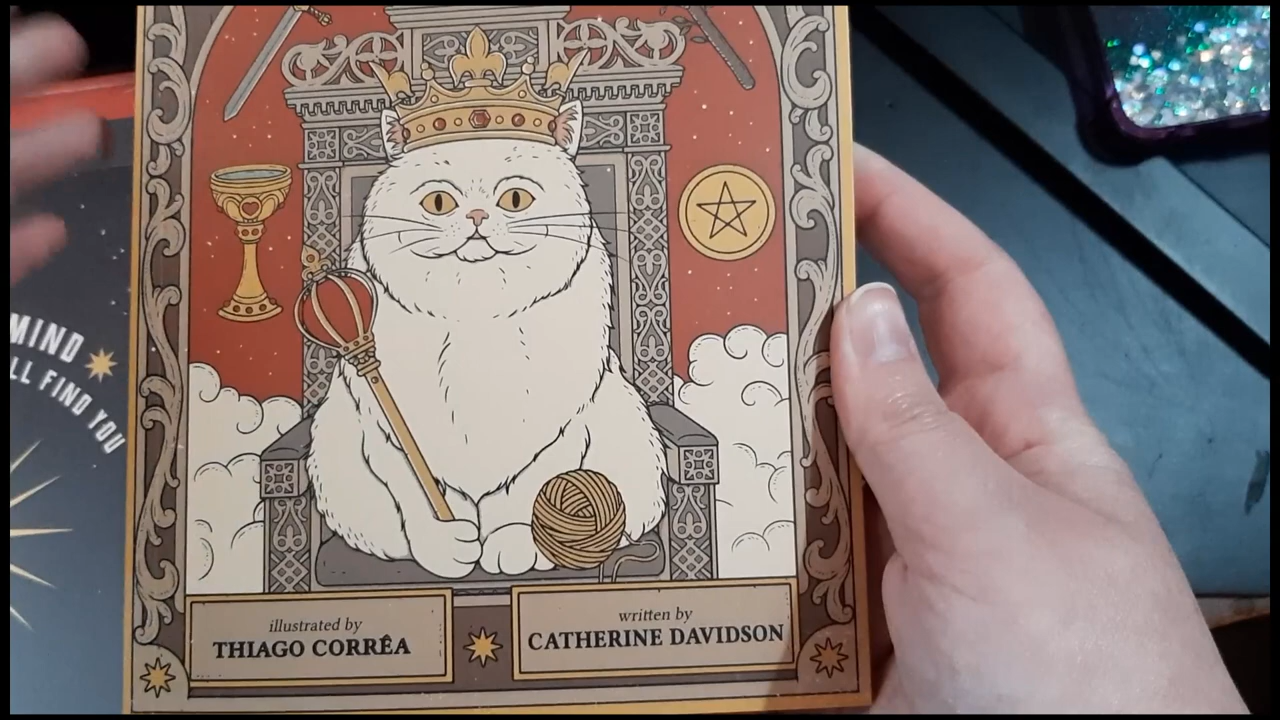 MIND
LL FIND YOU
illustrated by
THIAGO CORRÊA
written by
CATHERINE DAVIDSON